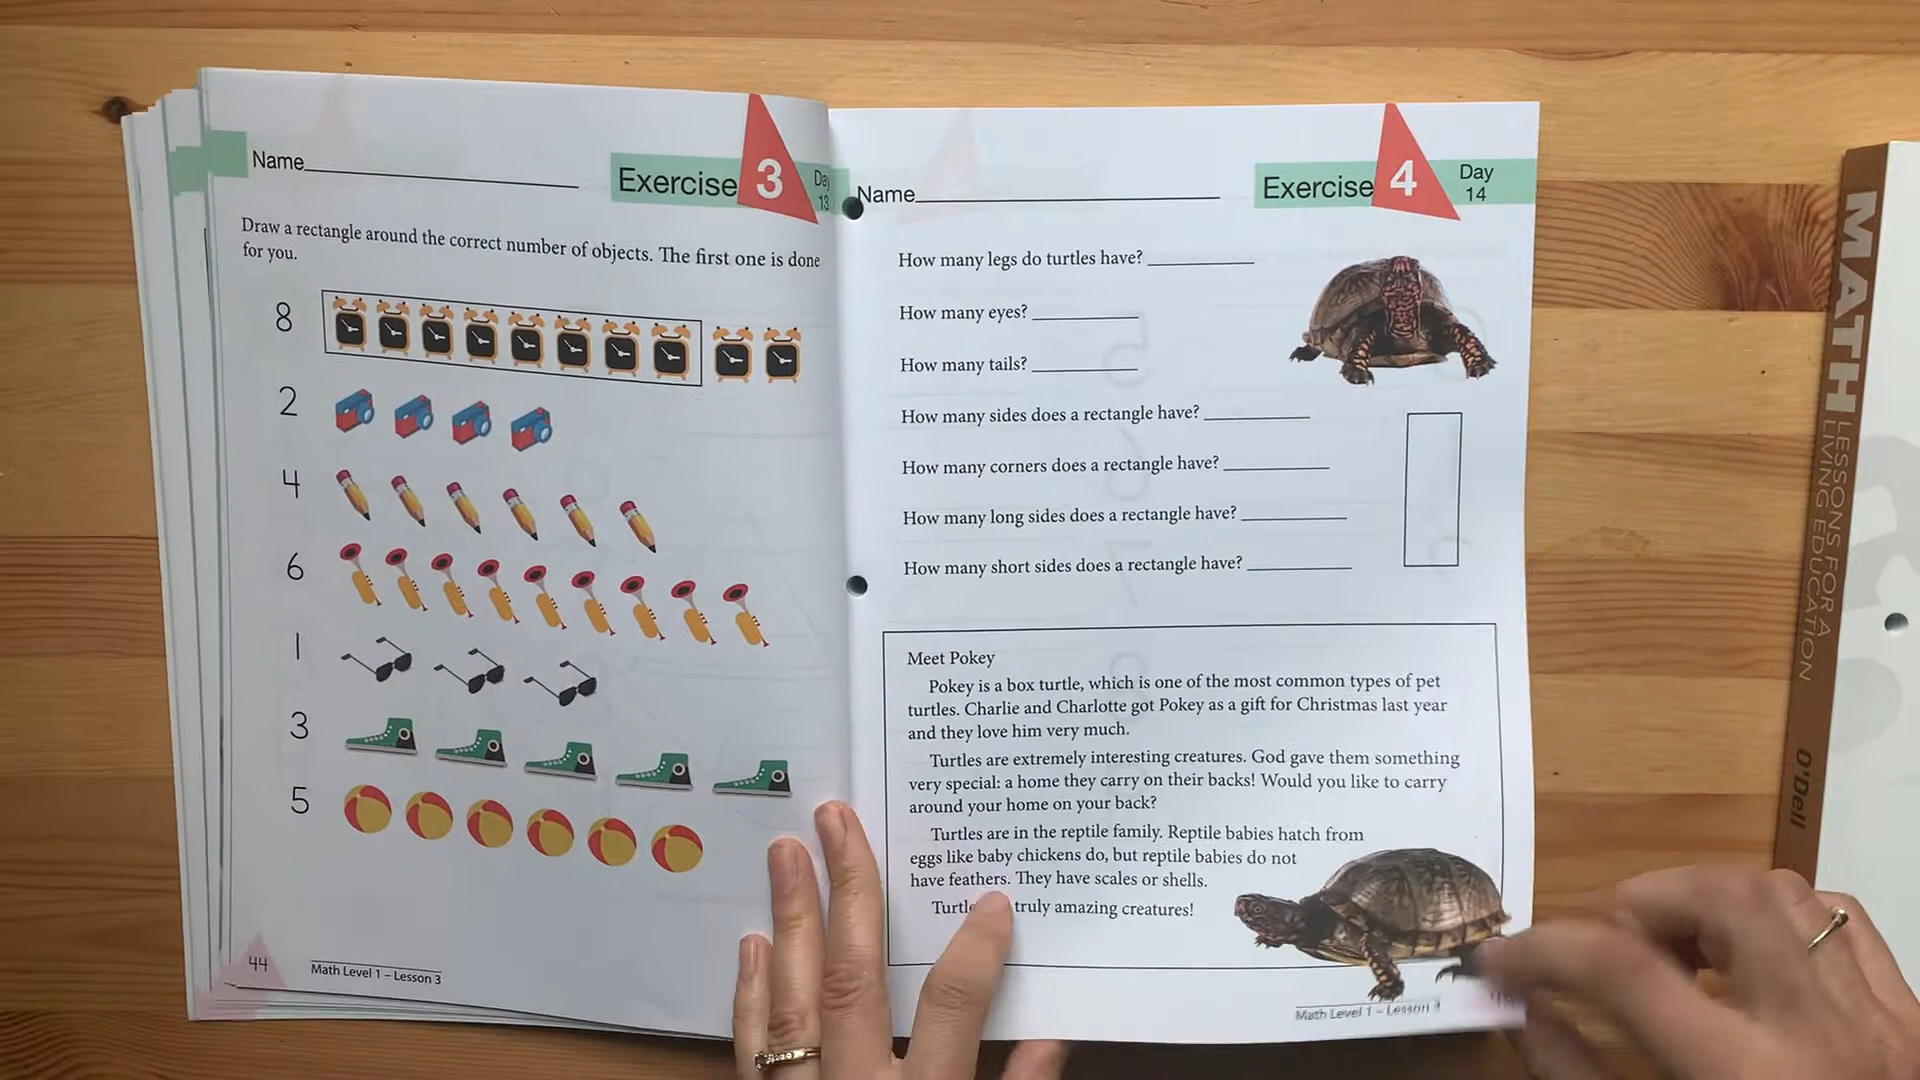 Name
Exercise 3 Day 13
Draw a rectangle around the correct number of objects. The first one is done
for you.
8
2
4
6
1
3
5
44
Math Level 1 – Lesson 3
Name
Exercise 4 Day 14
How many legs do turtles have?
How many eyes?
How many tails?
How many sides does a rectangle have?
How many corners does a rectangle have?
How many long sides does a rectangle have?
How many short sides does a rectangle have?
Meet Pokey
Pokey is a box turtle, which is one of the most common types of pet
turtles. Charlie and Charlotte got Pokey as a gift for Christmas last year
and they love him very much.
Turtles are extremely interesting creatures. God gave them something
very special: a home they carry on their backs! Would you like to carry
around your home on your back?
Turtles are in the reptile family. Reptile babies hatch from
eggs like baby chickens do, but reptile babies do not
have feathers. They have scales or shells.
truly amazing creatures!
Math Level 1 – Lesson
MATH
LESSONS FOR A
LIVING EDUCATION
O'Dell